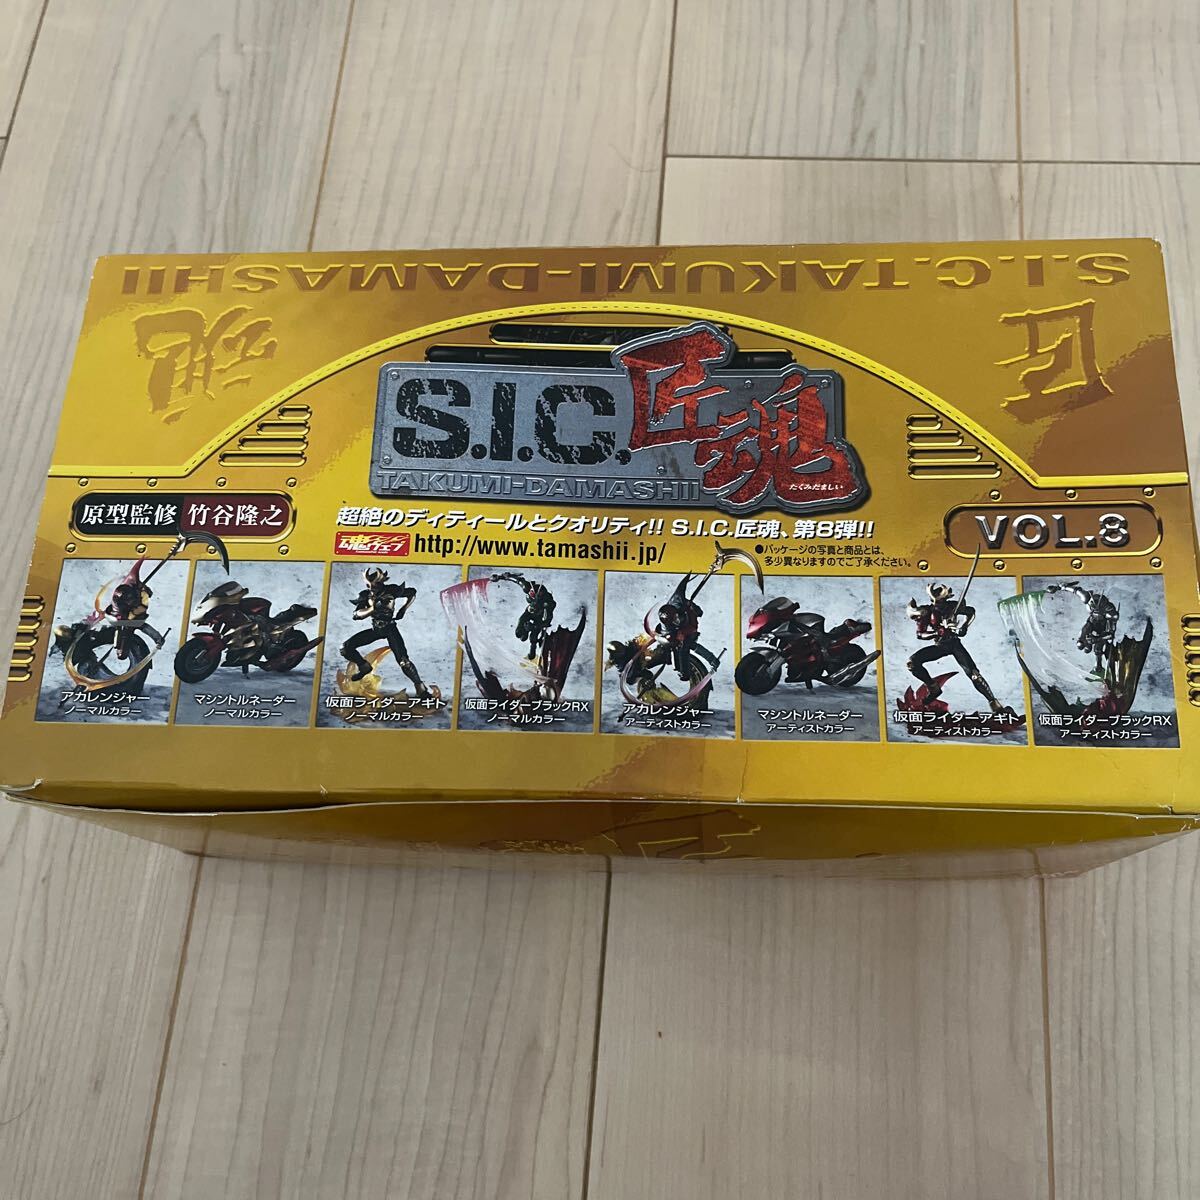 S.I.C.TAKUMI-DAMASHII
匠
魂
S.I.C.匠魂
TAKUMI-DAMASHII
たくみだましい
原型監修 竹谷隆之
超絶のディティールとクオリティ!! S.I.C.匠魂、第8弾!!
VOL.8
魂ウェブ http://www.tamashii.jp/
●パッケージの写真と商品とは、
多少異なりますのでご了承ください。
アカレンジャー
ノーマルカラー
マシントルネーダー
ノーマルカラー
仮面ライダーアギト
ノーマルカラー
仮面ライダーブラックRX
ノーマルカラー
アカレンジャー
アーティストカラー
マシントルネーダー
アーティストカラー
仮面ライダーアギト
アーティストカラー
仮面ライダーブラックRX
アーティストカラー